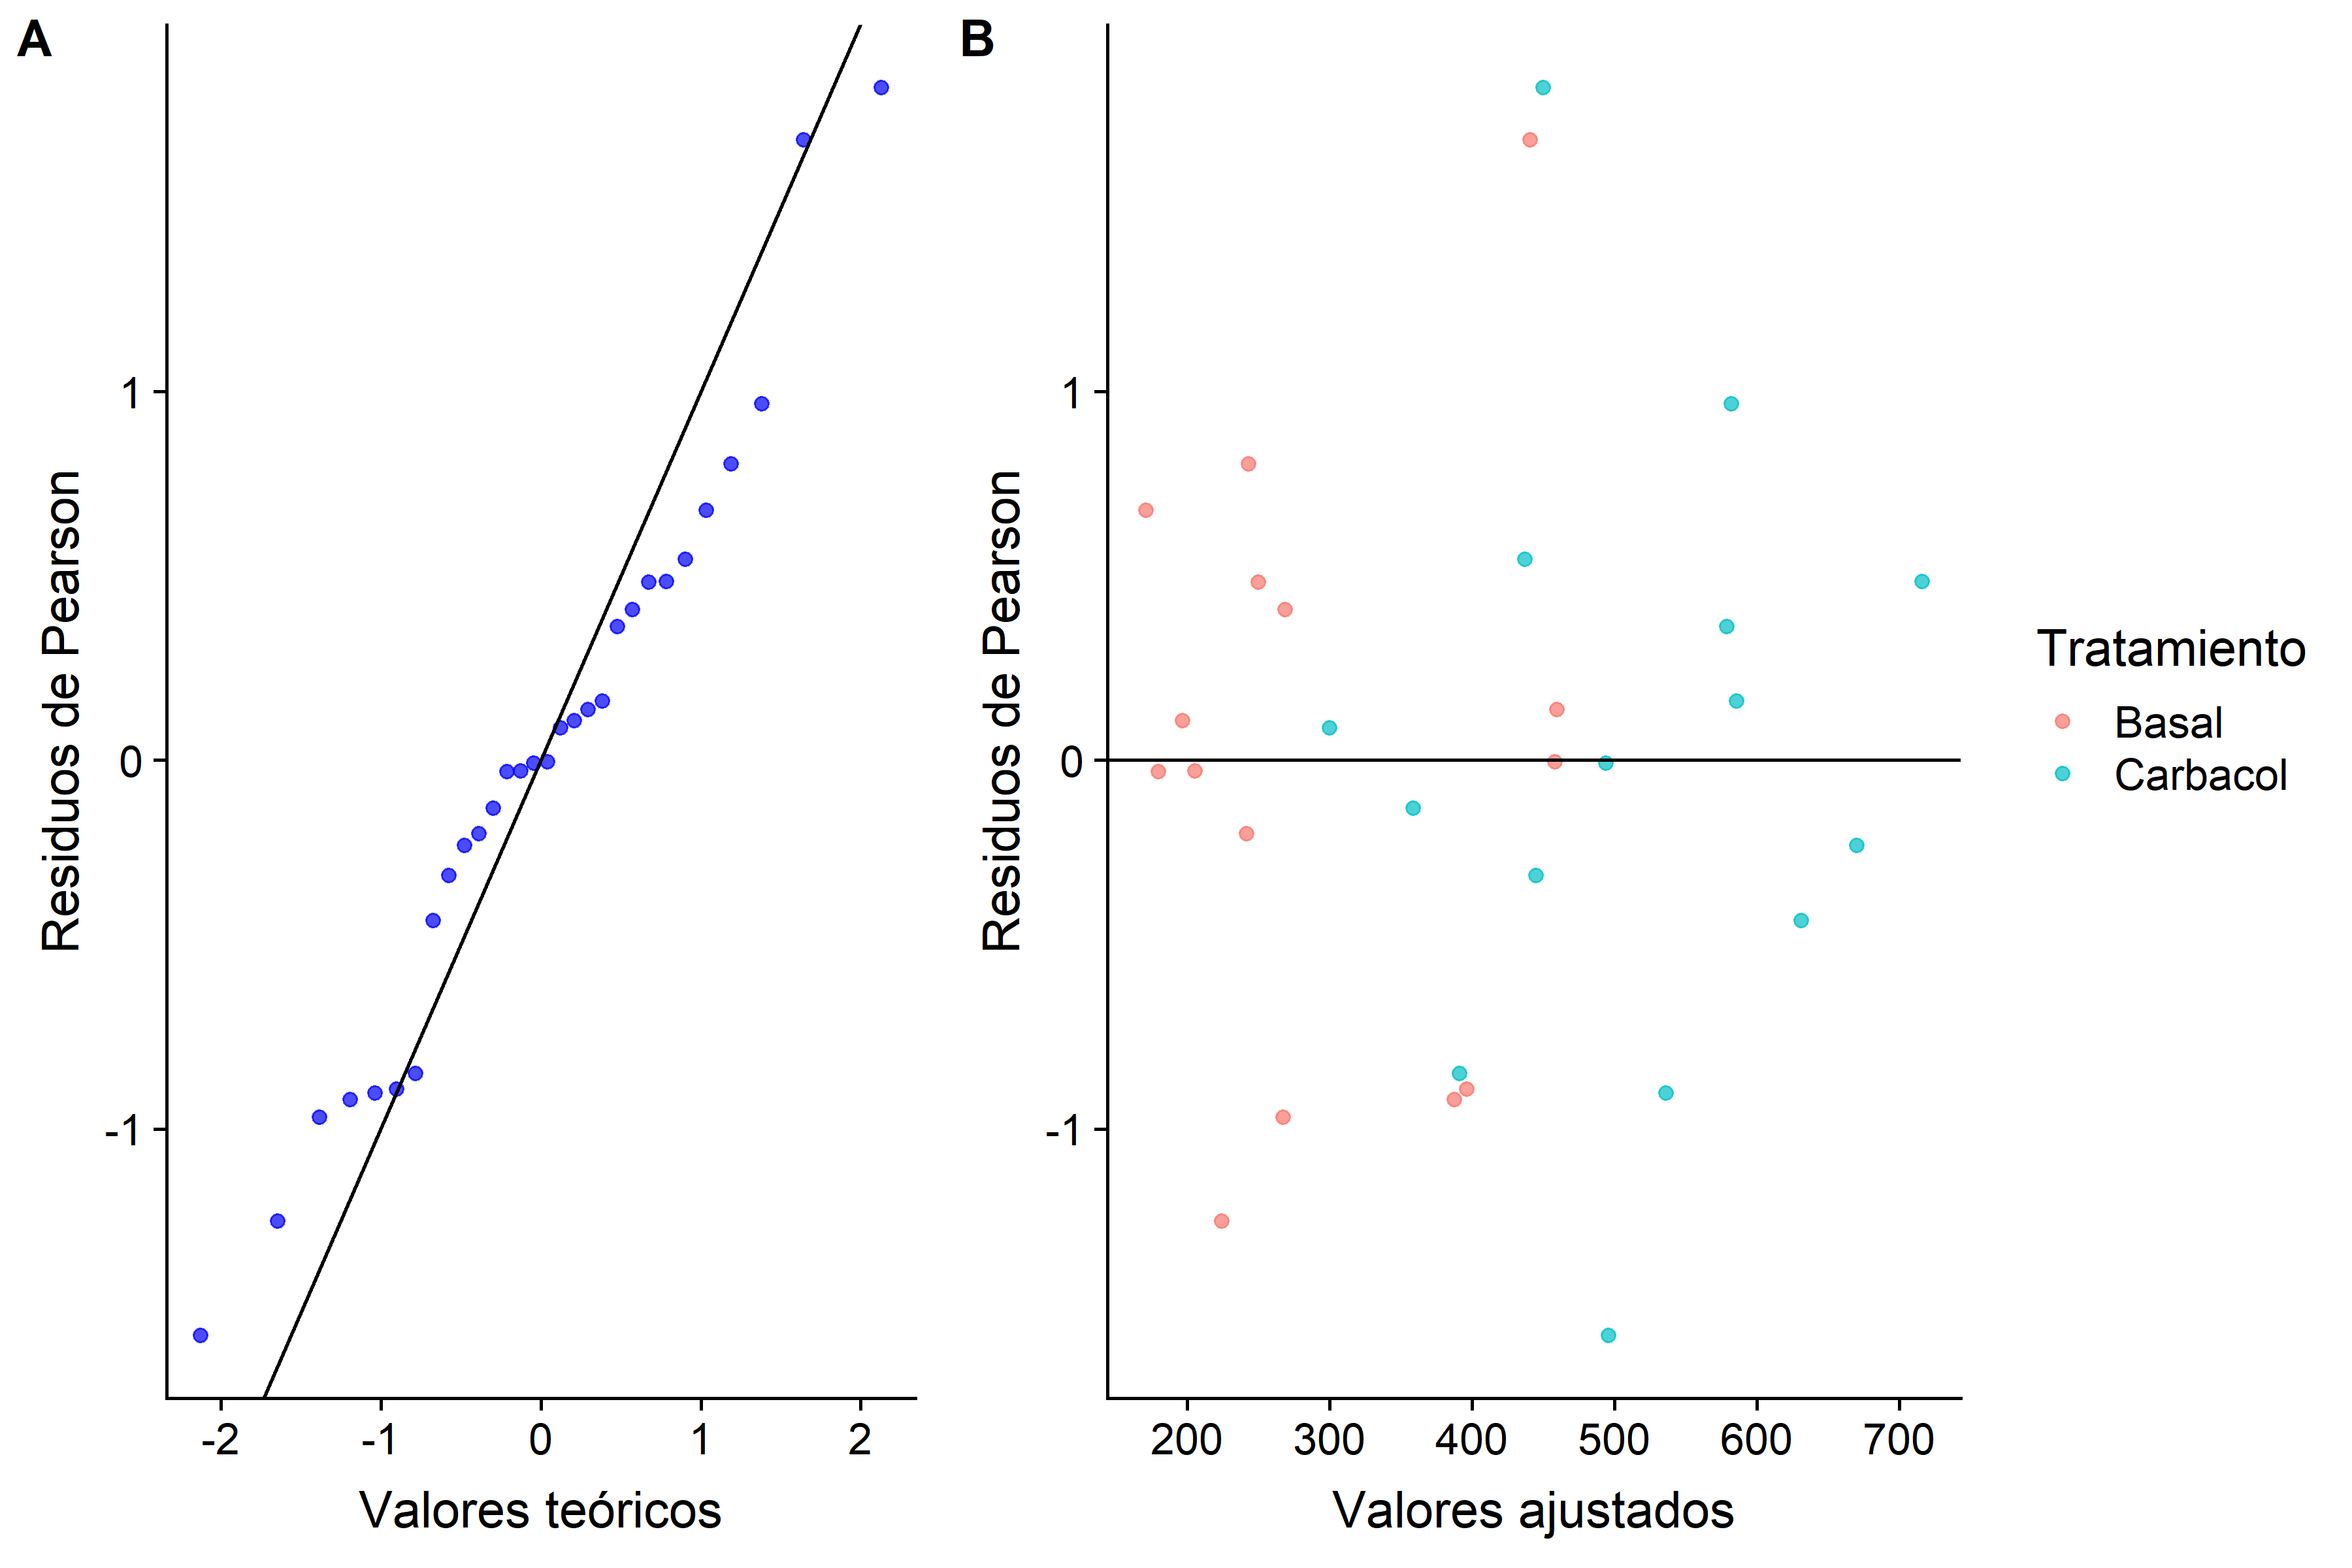 A
Residuos de Pearson
1
0
-1
-2 -1 0 1 2
Valores teóricos
B
Residuos de Pearson
1
0
-1
200 300 400 500 600 700
Valores ajustados
Tratamiento
Basal
Carbacol